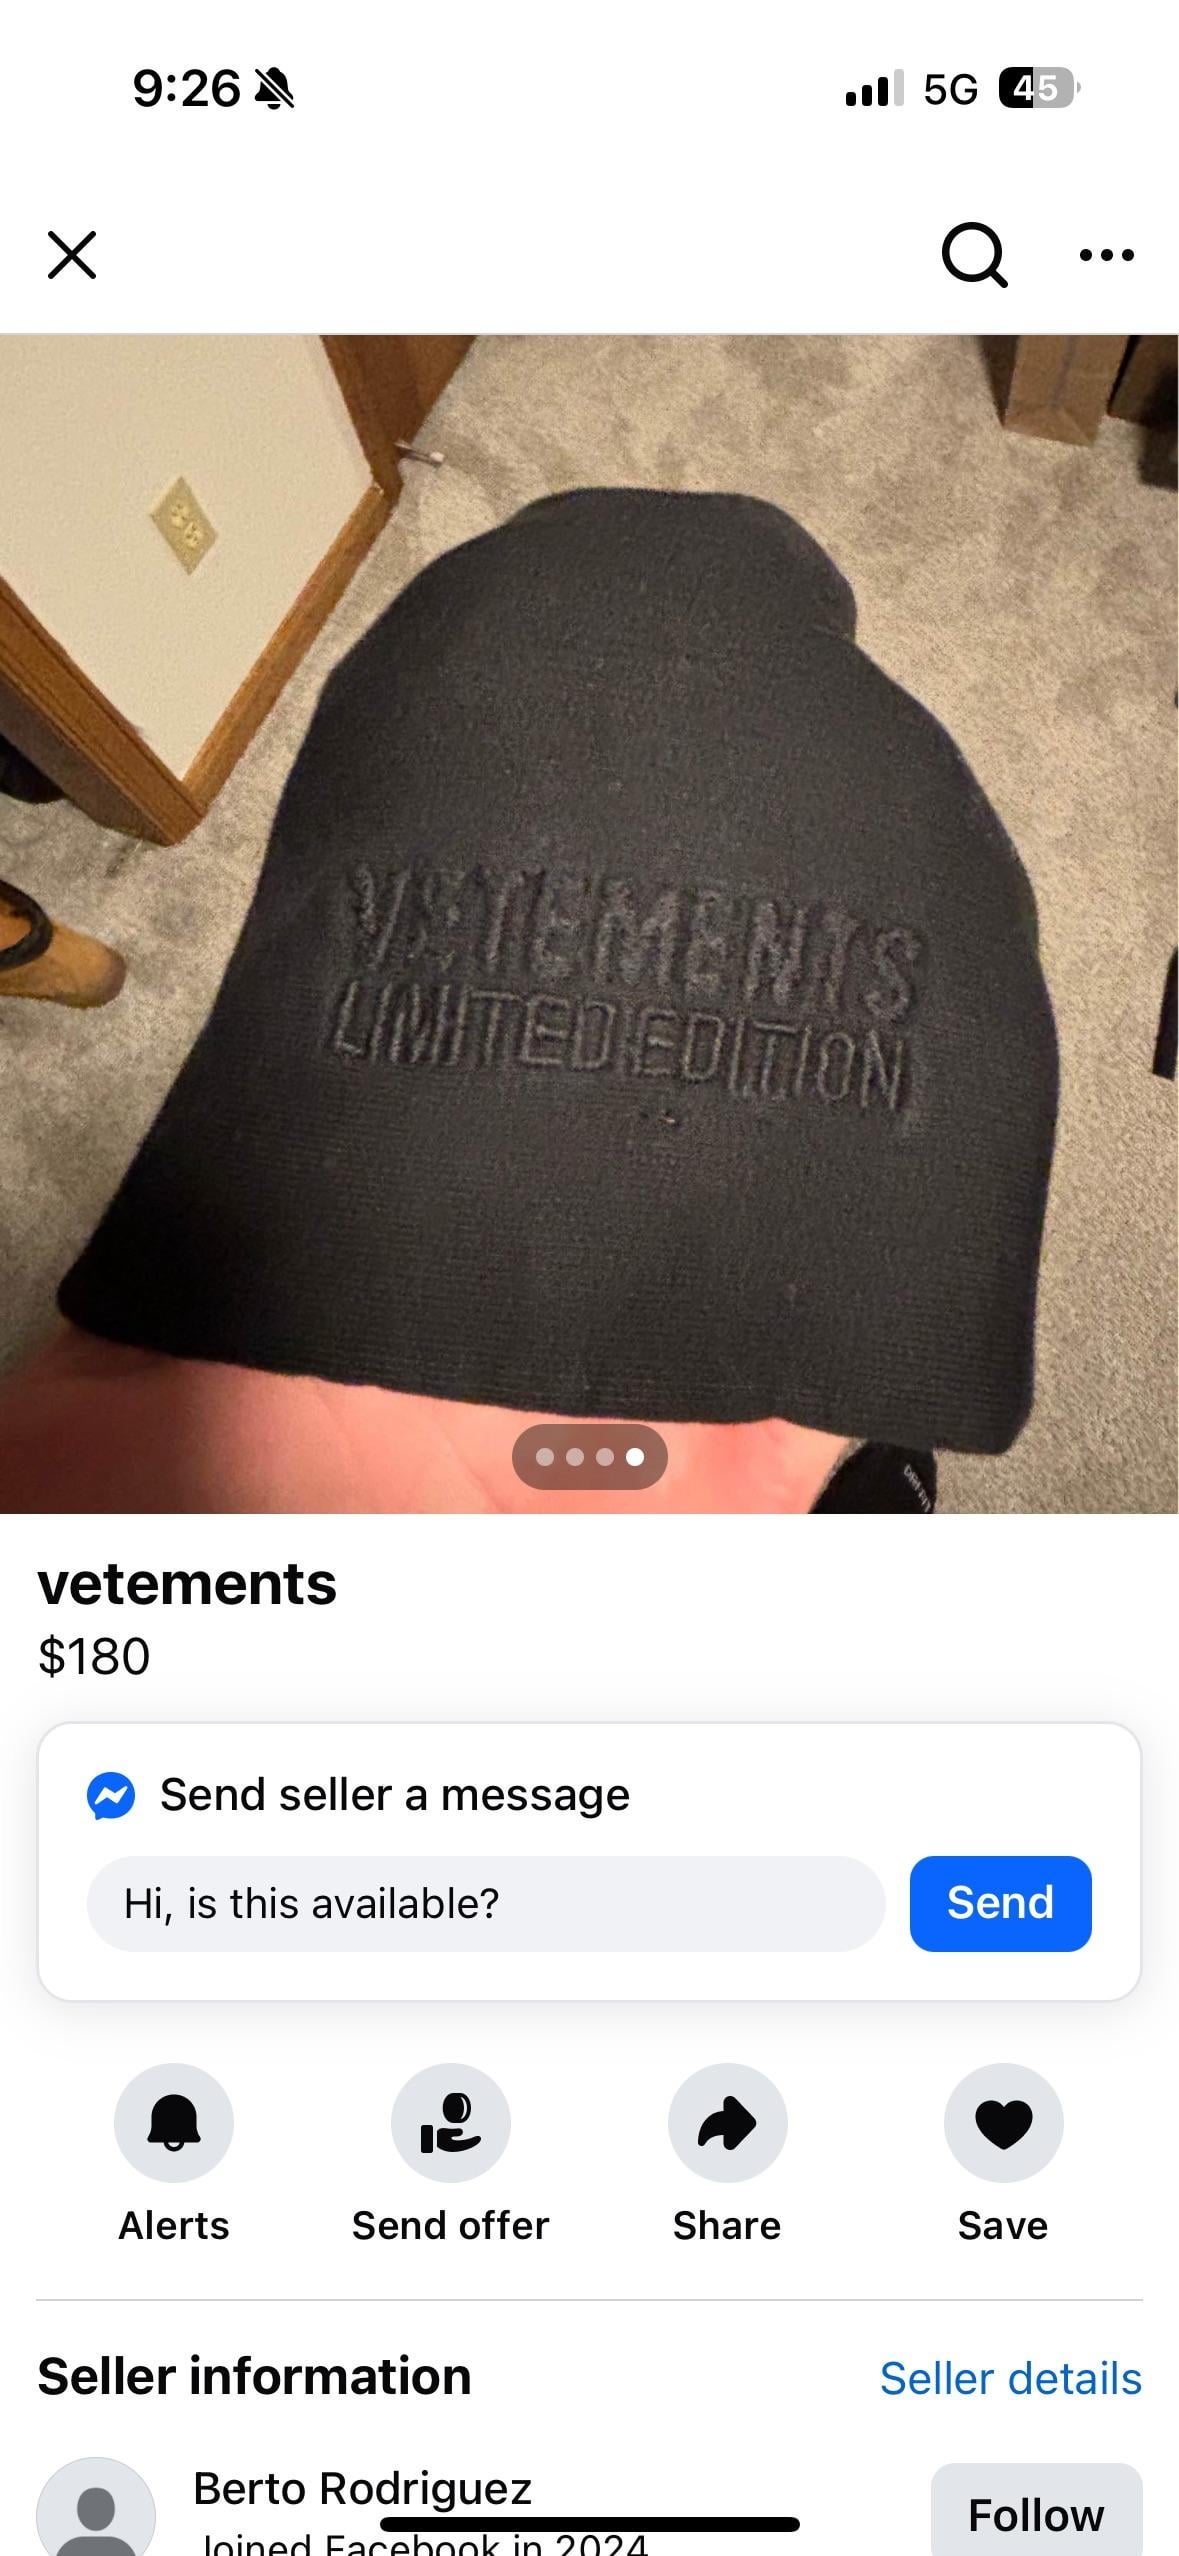 9:26
5G
45
VETEMENTS
LIMITED EDITION
vetements
$180
Send seller a message
Hi, is this available?
Send
Alerts
Send offer
Share
Save
Seller information
Seller details
Berto Rodriguez
Follow
Joined Facebook in 2024